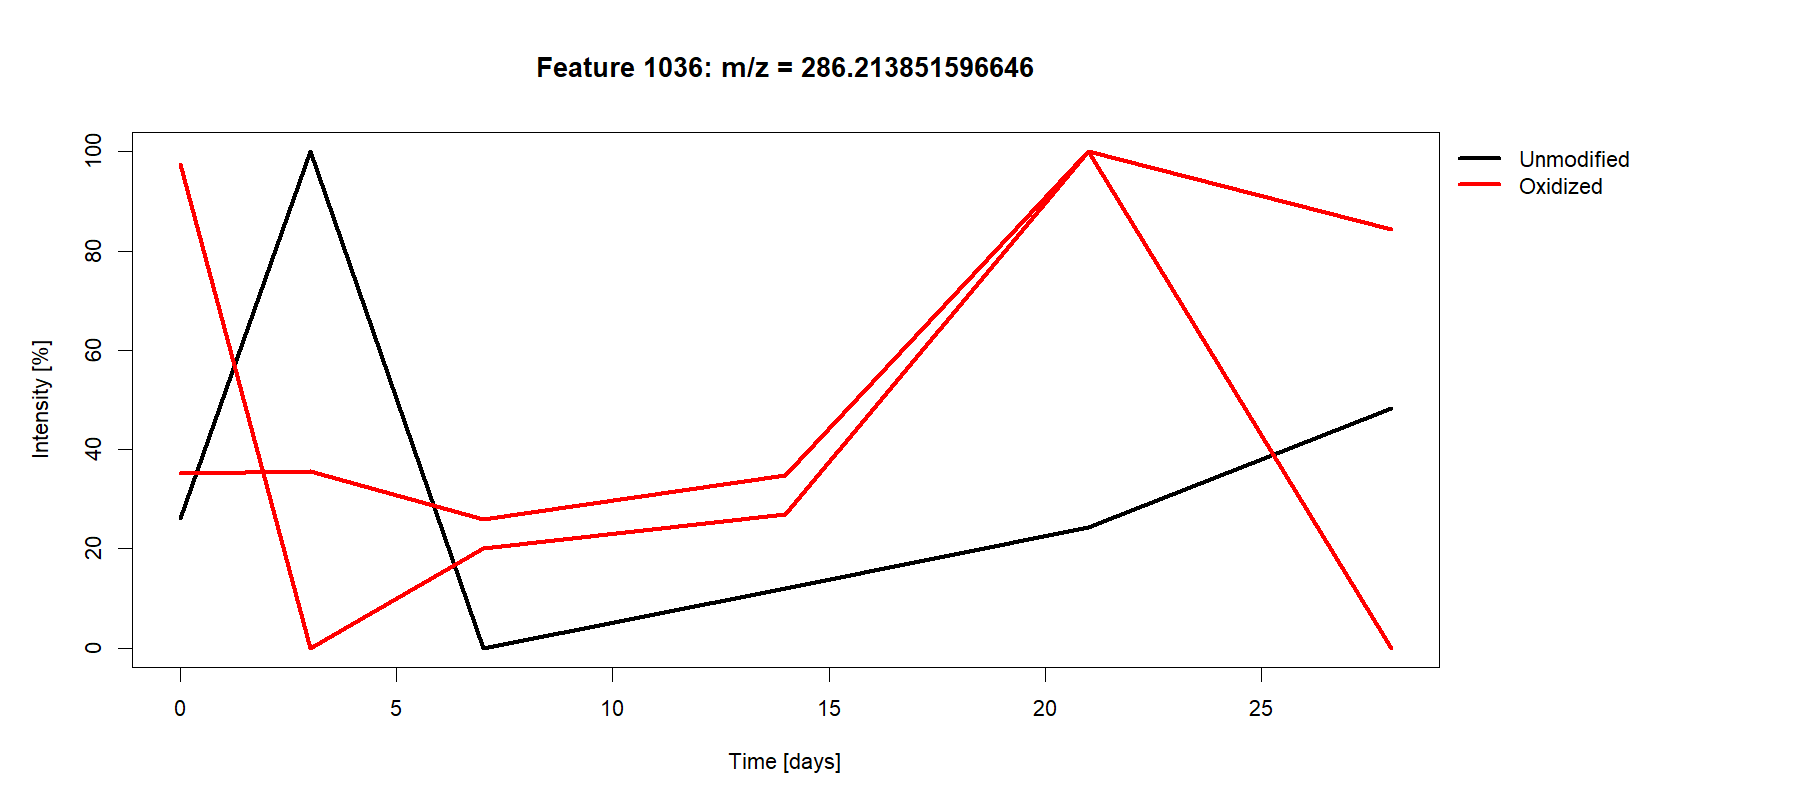 Feature 1036: m/z = 286.213851596646
Unmodified
Oxidized
Intensity [%]
100
80
60
40
20
0
0 5 10 15 20 25
Time [days]